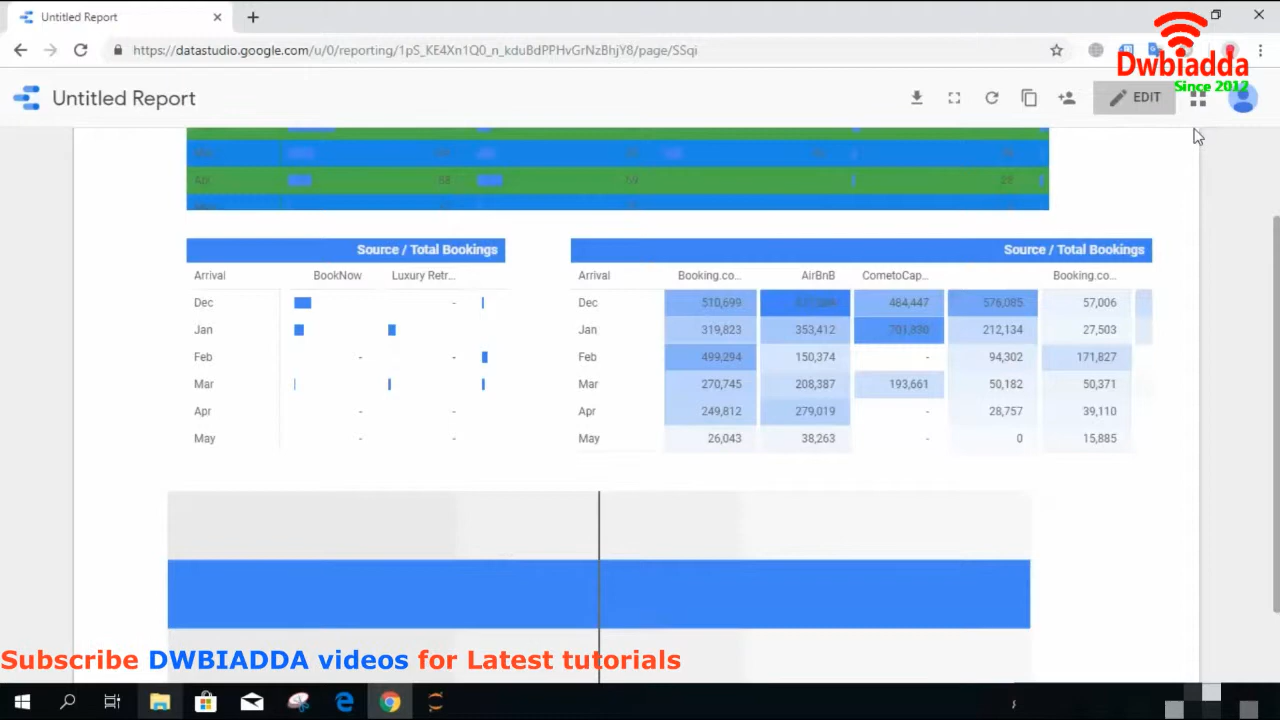 Untitled Report
https://datastudio.google.com/u/0/reporting/1pS_KE4Xn1Q0_n_kduBdPPHvGrNzBhjY8/page/SSqi
Dwbiadda
Since 2012
Untitled Report
EDIT
Source / Total Bookings
Source / Total Bookings
Arrival BookNow Luxury Retr...
Arrival Booking.co... AirBnB CometoCap... Booking.co...
Dec -
Dec 510,699 484,447 576,085 57,006
Jan
Jan 319,823 353,412 701,830 212,134 27,503
Feb - -
Feb 499,294 150,374 - 94,302 171,827
Mar
Mar 270,745 208,387 193,661 50,182 50,371
Apr - -
Apr 249,812 279,019 - 28,757 39,110
May - -
May 26,043 38,263 - 0 15,885
Subscribe DWBIADDA videos for Latest tutorials